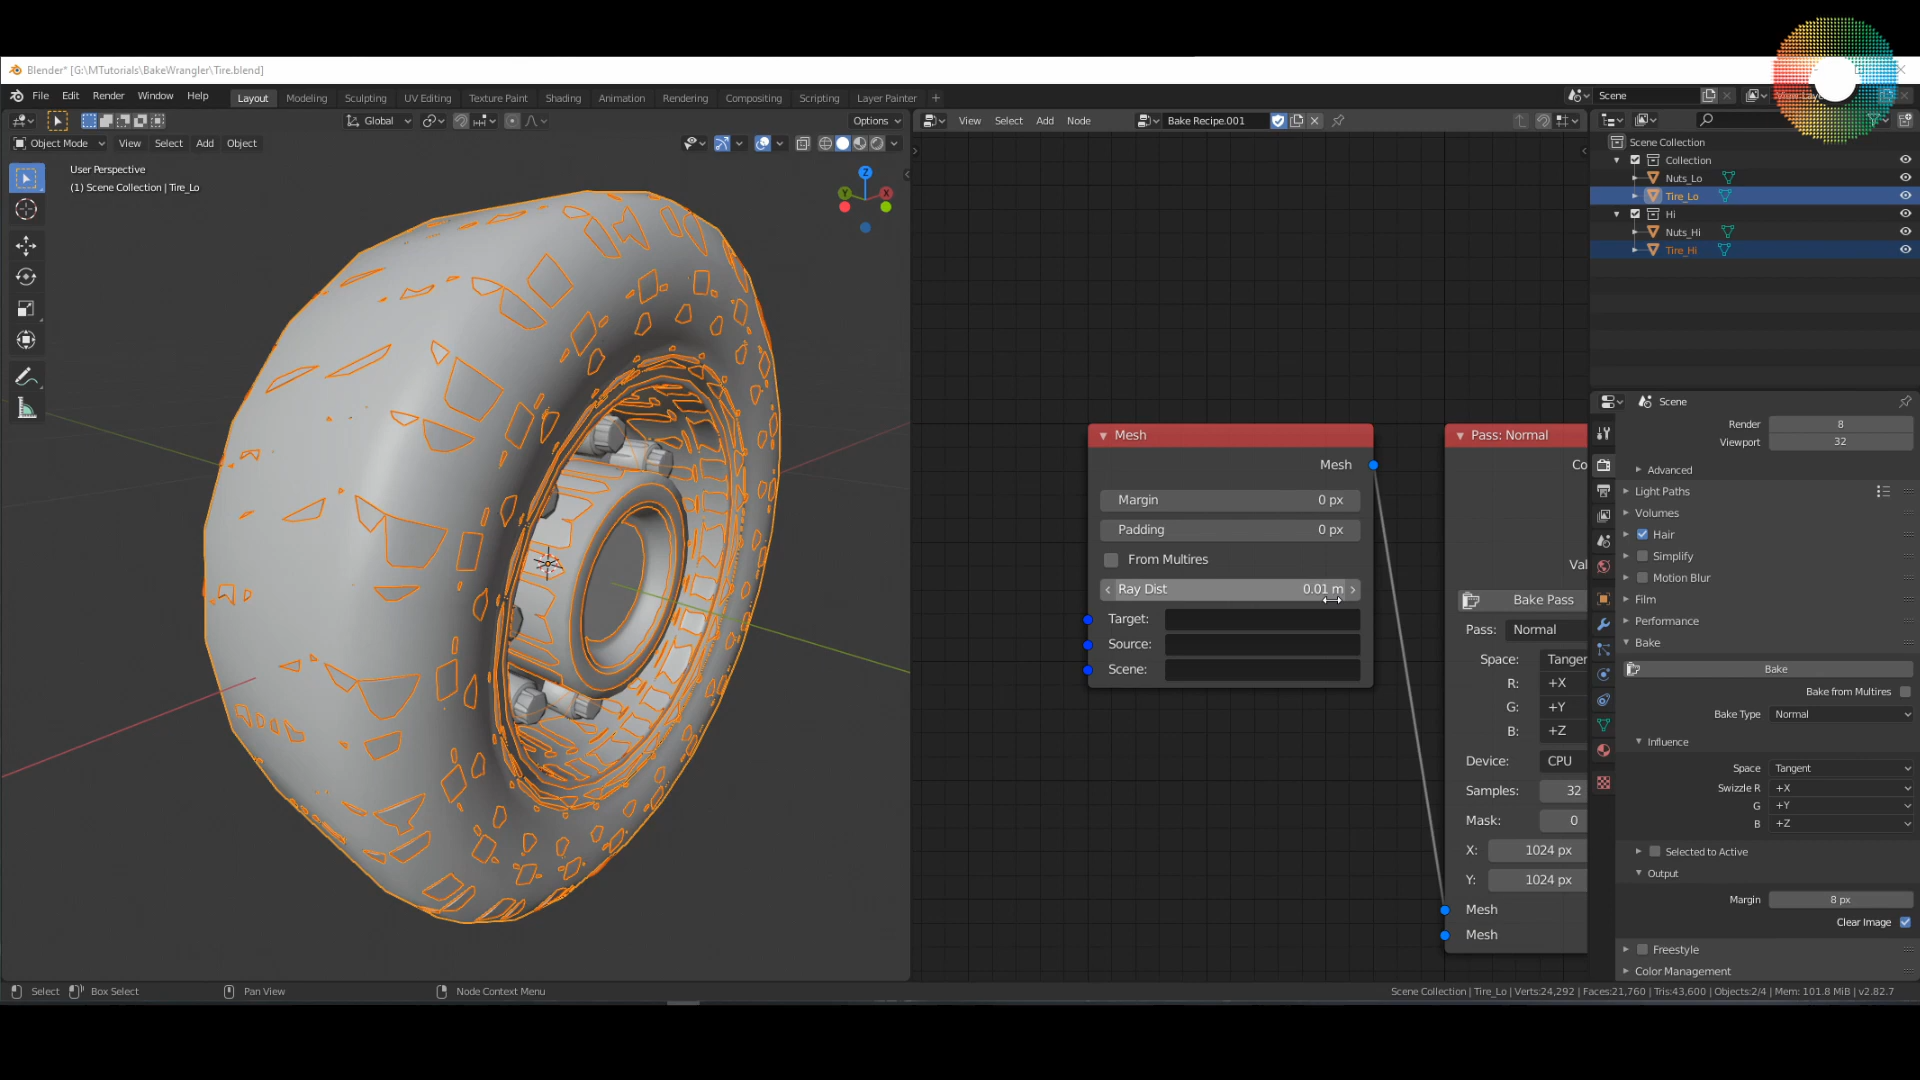 Blender* [G:\MTutorials\BakeWrangler\Tire.blend]
File Edit Render Window Help
Layout Modeling Sculpting UV Editing Texture Paint Shading Animation Rendering Compositing Scripting Layer Painter +
Scene
Global
Options
View Select Add Node
Bake Recipe.001
Object Mode View Select Add Object
User Perspective
(1) Scene Collection | Tire_Lo
Z
Y
X
Scene Collection
Collection
Nuts_Lo
Tire_Lo
Hi
Nuts_Hi
Tire_Hi
Mesh
Mesh
Margin 0 px
Padding 0 px
From Multires
Ray Dist 0.01 m
Target:
Source:
Scene:
Pass: Normal
Co
Val
Bake Pass
Pass: Normal
Space: Tanger
R: +X
G: +Y
B: +Z
Device: CPU
Samples: 32
Mask: 0
X: 1024 px
Y: 1024 px
Mesh
Mesh
Scene
Render 8
Viewport 32
Advanced
Light Paths
Volumes
Hair
Simplify
Motion Blur
Film
Performance
Bake
Bake
Bake from Multires
Bake Type Normal
Influence
Space Tangent
Swizzle R +X
G +Y
B +Z
Selected to Active
Output
Margin 8 px
Clear Image
Freestyle
Color Management
Select Box Select Pan View Node Context Menu
Scene Collection | Tire_Lo | Verts:24,292 | Faces:21,760 | Tris:43,600 | Objects:2/4 | Mem: 101.8 MiB | v2.82.7